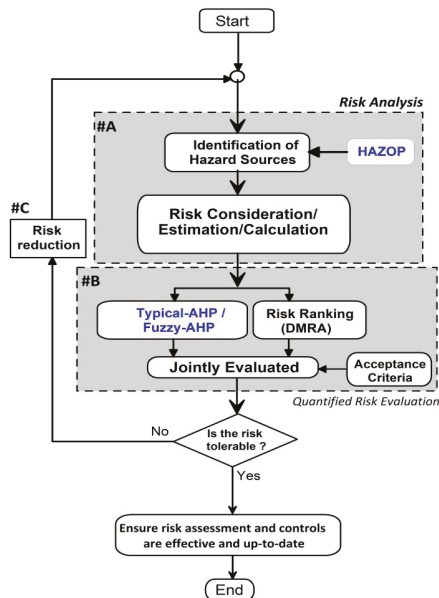 Start
Risk Analysis
#A
Identification of
Hazard Sources
HAZOP
#C
Risk
reduction
Risk Consideration/
Estimation/Calculation
#B
Typical-AHP /
Fuzzy-AHP
Risk Ranking
(DMRA)
Jointly Evaluated
Acceptance
Criteria
Quantified Risk Evaluation
No
Is the risk
tolerable ?
Yes
Ensure risk assessment and controls
are effective and up-to-date
End